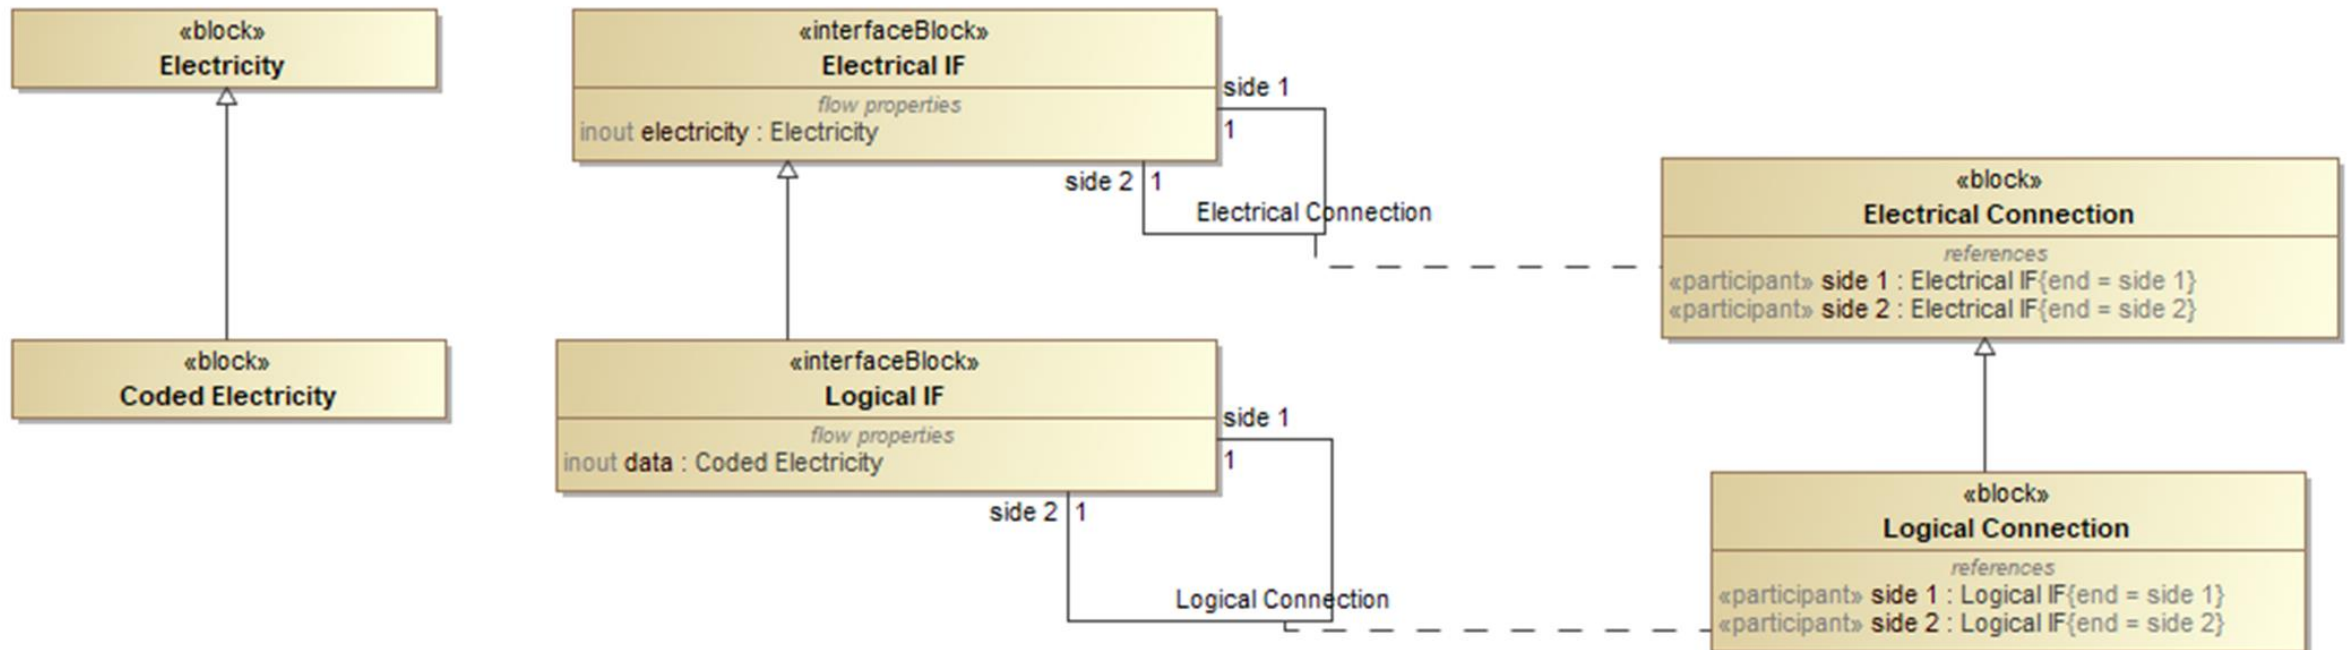 «block»
Electricity
«block»
Coded Electricity
«interfaceBlock»
Electrical IF
flow properties
inout electricity : Electricity
side 1
1
side 2
1
Electrical Connection
«interfaceBlock»
Logical IF
flow properties
inout data : Coded Electricity
side 1
1
side 2
1
Logical Connection
«block»
Electrical Connection
references
«participant» side 1 : Electrical IF{end = side 1}
«participant» side 2 : Electrical IF{end = side 2}
«block»
Logical Connection
references
«participant» side 1 : Logical IF{end = side 1}
«participant» side 2 : Logical IF{end = side 2}